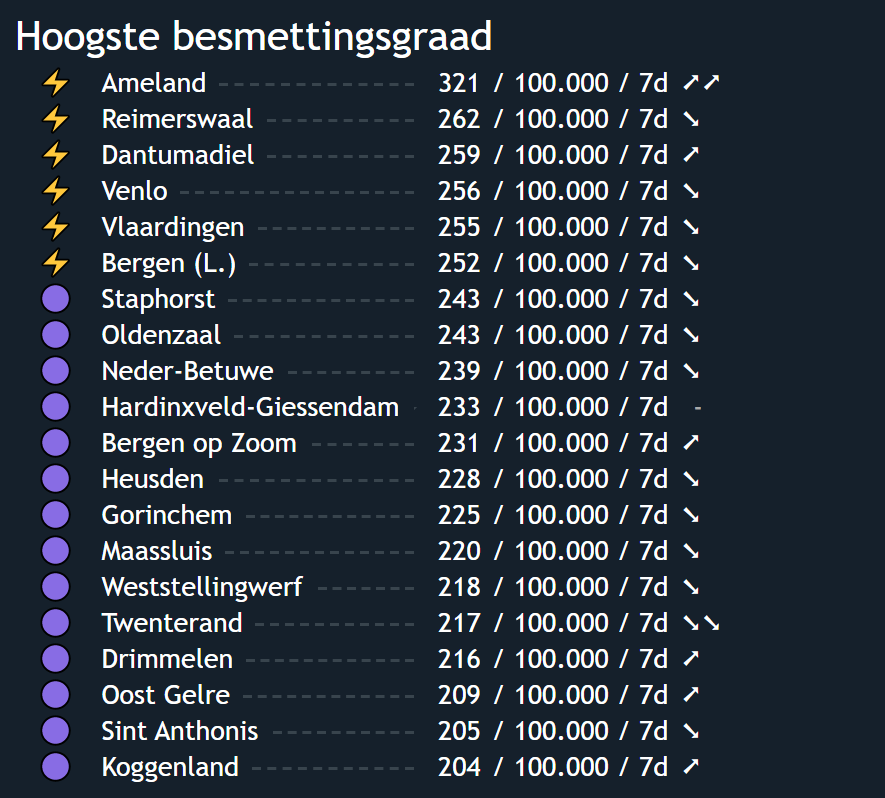 Hoogste besmettingsgraad
⚡ Ameland 321 / 100.000 / 7d ➚➚
⚡ Reimerswaal 262 / 100.000 / 7d ➘
⚡ Dantumadiel 259 / 100.000 / 7d ➚
⚡ Venlo 256 / 100.000 / 7d ➘
⚡ Vlaardingen 255 / 100.000 / 7d ➘
⚡ Bergen (L.) 252 / 100.000 / 7d ➘
🟣 Staphorst 243 / 100.000 / 7d ➘
🟣 Oldenzaal 243 / 100.000 / 7d ➘
🟣 Neder-Betuwe 239 / 100.000 / 7d ➘
🟣 Hardinxveld-Giessendam 233 / 100.000 / 7d -
🟣 Bergen op Zoom 231 / 100.000 / 7d ➚
🟣 Heusden 228 / 100.000 / 7d ➘
🟣 Gorinchem 225 / 100.000 / 7d ➘
🟣 Maassluis 220 / 100.000 / 7d ➘
🟣 Weststellingwerf 218 / 100.000 / 7d ➘
🟣 Twenterand 217 / 100.000 / 7d ➘➘
🟣 Drimmelen 216 / 100.000 / 7d ➚
🟣 Oost Gelre 209 / 100.000 / 7d ➚
🟣 Sint Anthonis 205 / 100.000 / 7d ➘
🟣 Koggenland 204 / 100.000 / 7d ➚